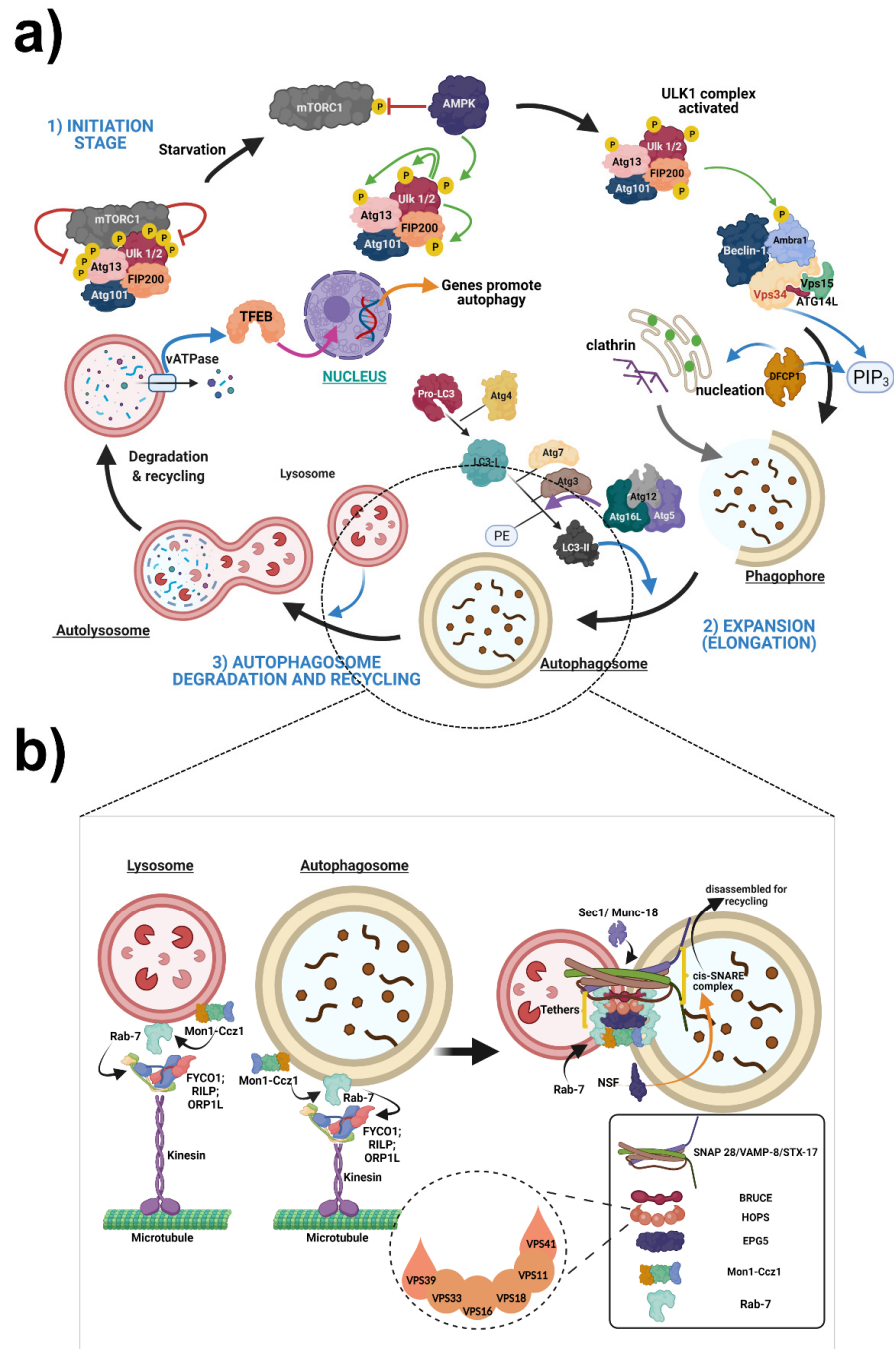 a)
1) INITIATION
STAGE
Starvation
mTORC1
P
AMPK
ULK1 complex
activated
P
P
P
P
Atg13
Ulk 1/2
Atg101
FIP200
mTORC1
P
P
P
P
P
P
P
Atg13
Ulk 1/2
Atg101
FIP200
P
P
P
P
Atg13
Ulk 1/2
Atg101
FIP200
P
Beclin-1
Ambra1
Vps34
Vps15
ATG14L
TFEB
Genes promote
autophagy
NUCLEUS
vATPase
clathrin
nucleation
DFCP1
PIP3
Pro-LC3
Atg4
LC3-I
Atg7
Atg3
Atg12
Atg16L
Atg5
PE
LC3-II
Degradation
& recycling
Lysosome
Phagophore
Autolysosome
Autophagosome
2) EXPANSION
(ELONGATION)
3) AUTOPHAGOSOME
DEGRADATION AND RECYCLING
b)
Lysosome
Autophagosome
Rab-7
Mon1-Ccz1
FYCO1;
RILP;
ORP1L
Kinesin
Microtubule
Mon1-Ccz1
Rab-7
FYCO1;
RILP;
ORP1L
Kinesin
Microtubule
Sec1/ Munc-18
disassembled for
recycling
cis-SNARE
complex
Tethers
Rab-7
NSF
SNAP 28/VAMP-8/STX-17
BRUCE
HOPS
EPG5
Mon1-Ccz1
Rab-7
VPS39
VPS33
VPS16
VPS18
VPS11
VPS41